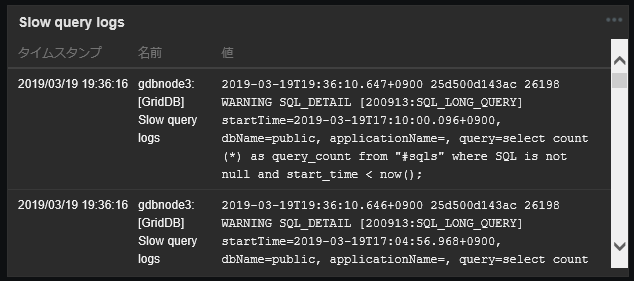 Slow query logs
タイムスタンプ 名前 値
2019/03/19 19:36:16 gdbnode3: 2019-03-19T19:36:10.647+0900 25d500d143ac 26198
[GridDB] WARNING SQL_DETAIL [200913:SQL_LONG_QUERY]
Slow query startTime=2019-03-19T17:10:00.096+0900,
logs dbName=public, applicationName=, query=select count
(*) as query_count from "#sqls" where SQL is not
null and start_time < now();
2019/03/19 19:36:16 gdbnode3: 2019-03-19T19:36:10.646+0900 25d500d143ac 26198
[GridDB] WARNING SQL_DETAIL [200913:SQL_LONG_QUERY]
Slow query startTime=2019-03-19T17:04:56.968+0900,
logs dbName=public, applicationName=, query=select count